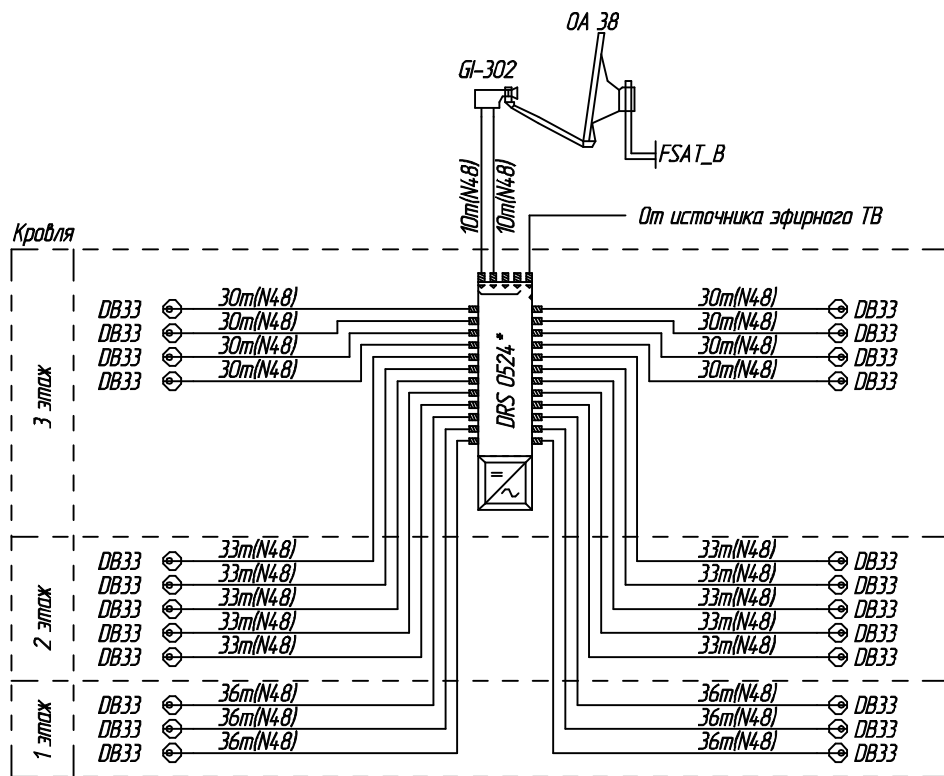 OA 38
GI-302
FSAT_B
10m(N48)
10m(N48)
От источника эфирного ТВ
Кровля
DB33 30m(N48) 30m(N48) DB33
DB33 30m(N48) 30m(N48) DB33
DB33 30m(N48) 30m(N48) DB33
DB33 30m(N48) 30m(N48) DB33
DRS 0524*
3 этаж
DB33 33m(N48) 33m(N48) DB33
DB33 33m(N48) 33m(N48) DB33
DB33 33m(N48) 33m(N48) DB33
DB33 33m(N48) 33m(N48) DB33
DB33 33m(N48) 33m(N48) DB33
2 этаж
DB33 36m(N48) 36m(N48) DB33
DB33 36m(N48) 36m(N48) DB33
DB33 36m(N48) 36m(N48) DB33
1 этаж